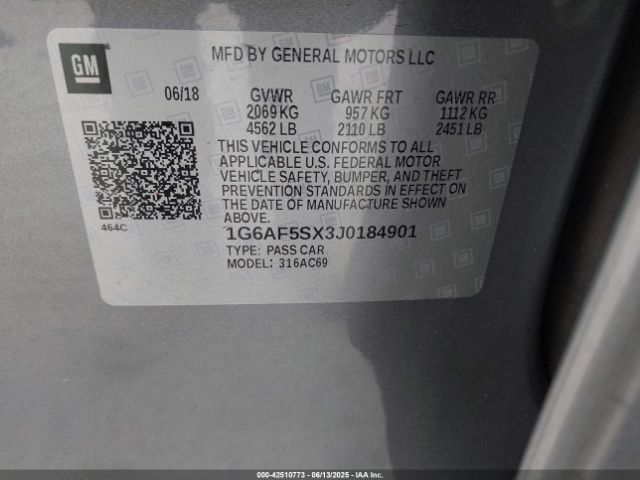 GM
MFD BY GENERAL MOTORS LLC
06/18 GVWR GAWR FRT GAWR RR
2069 KG 957 KG 1112 KG
4562 LB 2110 LB 2451 LB
THIS VEHICLE CONFORMS TO ALL
APPLICABLE U.S. FEDERAL MOTOR
VEHICLE SAFETY, BUMPER, AND THEFT
PREVENTION STANDARDS IN EFFECT ON
THE DATE OF MANUFACTURE SHOWN
ABOVE.
464C
1G6AF5SX3J0184901
TYPE: PASS CAR
MODEL: 316AC69
000-42510773 - 06/13/2025 - IAA Inc.